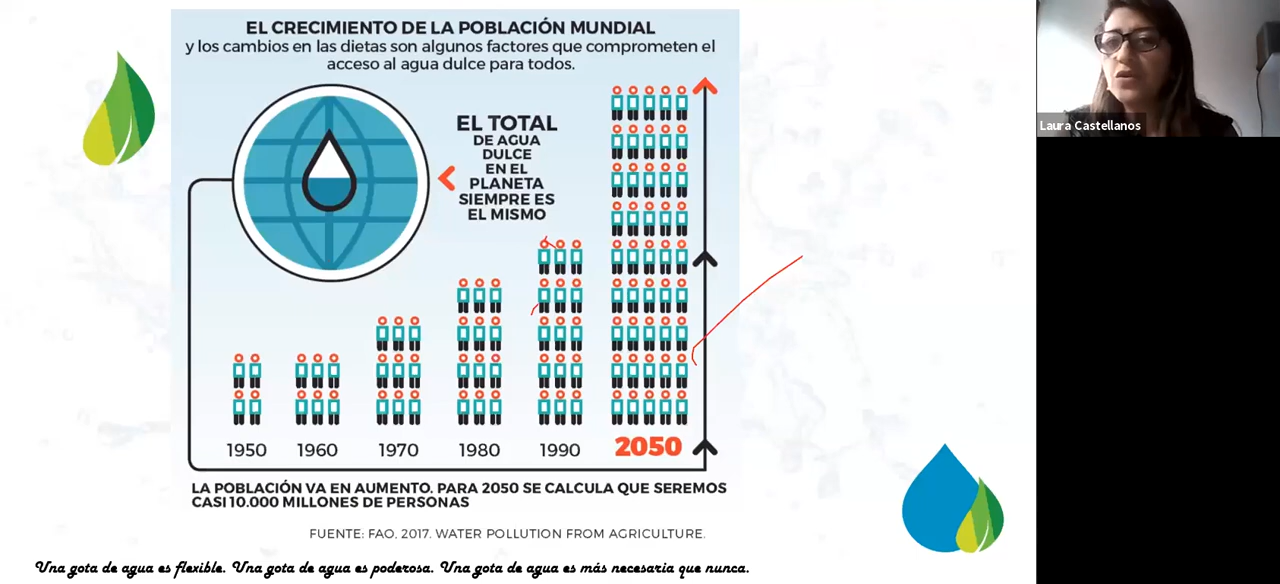 EL CRECIMIENTO DE LA POBLACIÓN MUNDIAL
y los cambios en las dietas son algunos factores que comprometen el
acceso al agua dulce para todos.
EL TOTAL
DE AGUA
DULCE
EN EL
PLANETA
SIEMPRE ES
EL MISMO
1950 1960 1970 1980 1990 2050
LA POBLACIÓN VA EN AUMENTO. PARA 2050 SE CALCULA QUE SEREMOS
CASI 10.000 MILLONES DE PERSONAS
FUENTE: FAO, 2017. WATER POLLUTION FROM AGRICULTURE.
Una gota de agua es flexible. Una gota de agua es poderosa. Una gota de agua es más necesaria que nunca.
Laura Castellanos